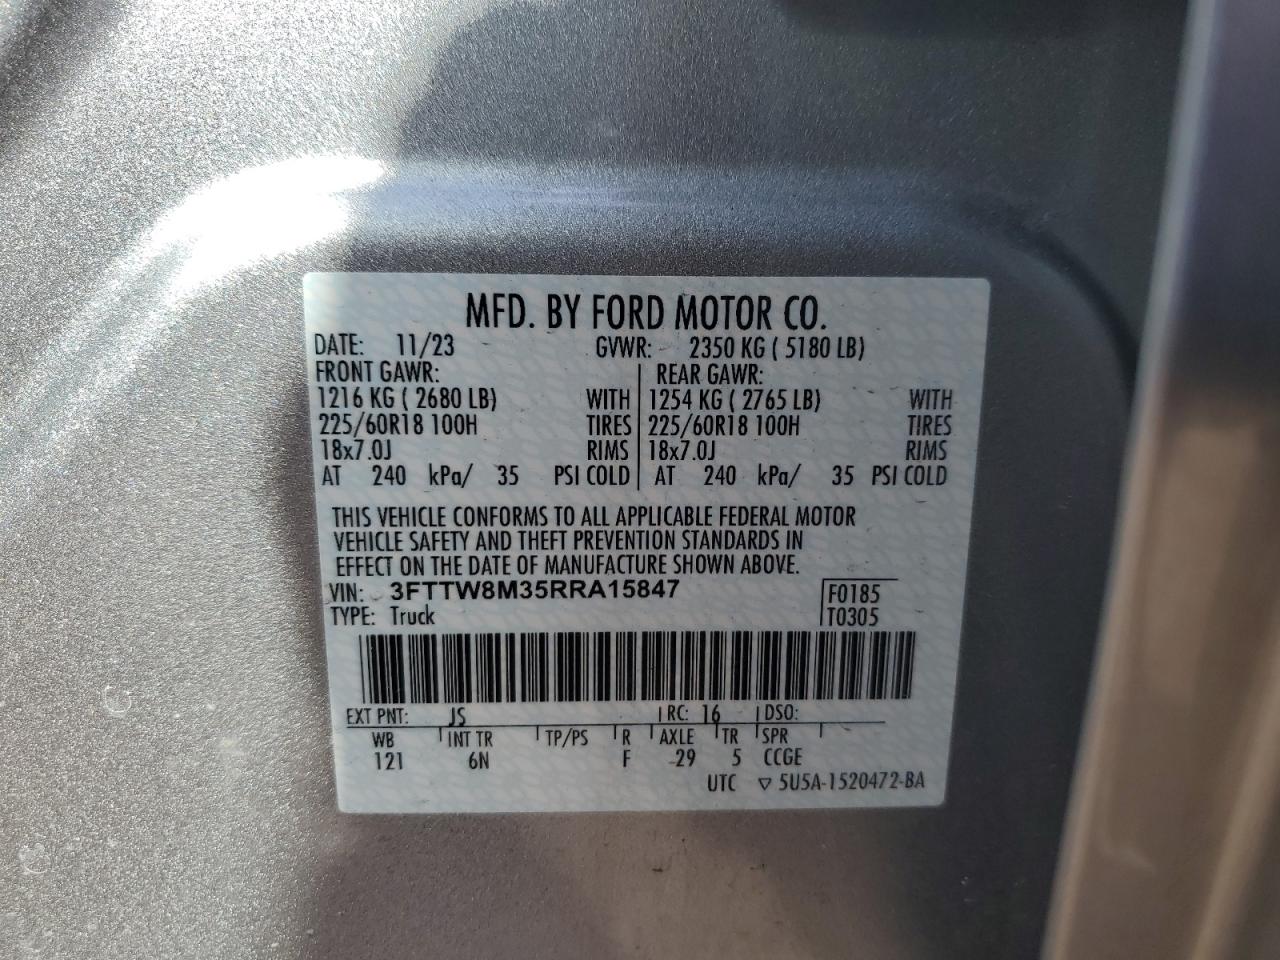 MFD. BY FORD MOTOR CO.
DATE: 11/23 GVWR: 2350 KG ( 5180 LB)
FRONT GAWR: REAR GAWR:
1216 KG ( 2680 LB) WITH 1254 KG ( 2765 LB) WITH
225/60R18 100H TIRES 225/60R18 100H TIRES
18x7.0J RIMS 18x7.0J RIMS
AT 240 kPa/ 35 PSI COLD AT 240 kPa/ 35 PSI COLD
THIS VEHICLE CONFORMS TO ALL APPLICABLE FEDERAL MOTOR
VEHICLE SAFETY AND THEFT PREVENTION STANDARDS IN
EFFECT ON THE DATE OF MANUFACTURE SHOWN ABOVE.
VIN: 3FTTW8M35RRA15847 F0185
TYPE: Truck T0305
EXT PNT: JS RC: 16 DSO:
WB INT TR TP/PS R AXLE TR SPR
121 6N F 29 5 CCGE
UTC ▽ 5U5A-1520472-BA